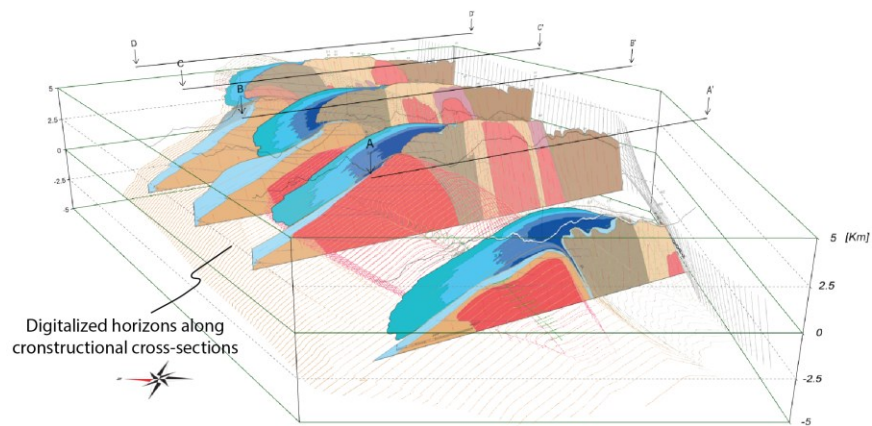 D'
C'
D
B'
C
A'
B
A
5
2.5
0
-2.5
-5
5 [Km]
2.5
0
-2.5
-5
Digitalized horizons along
cronstructional cross-sections